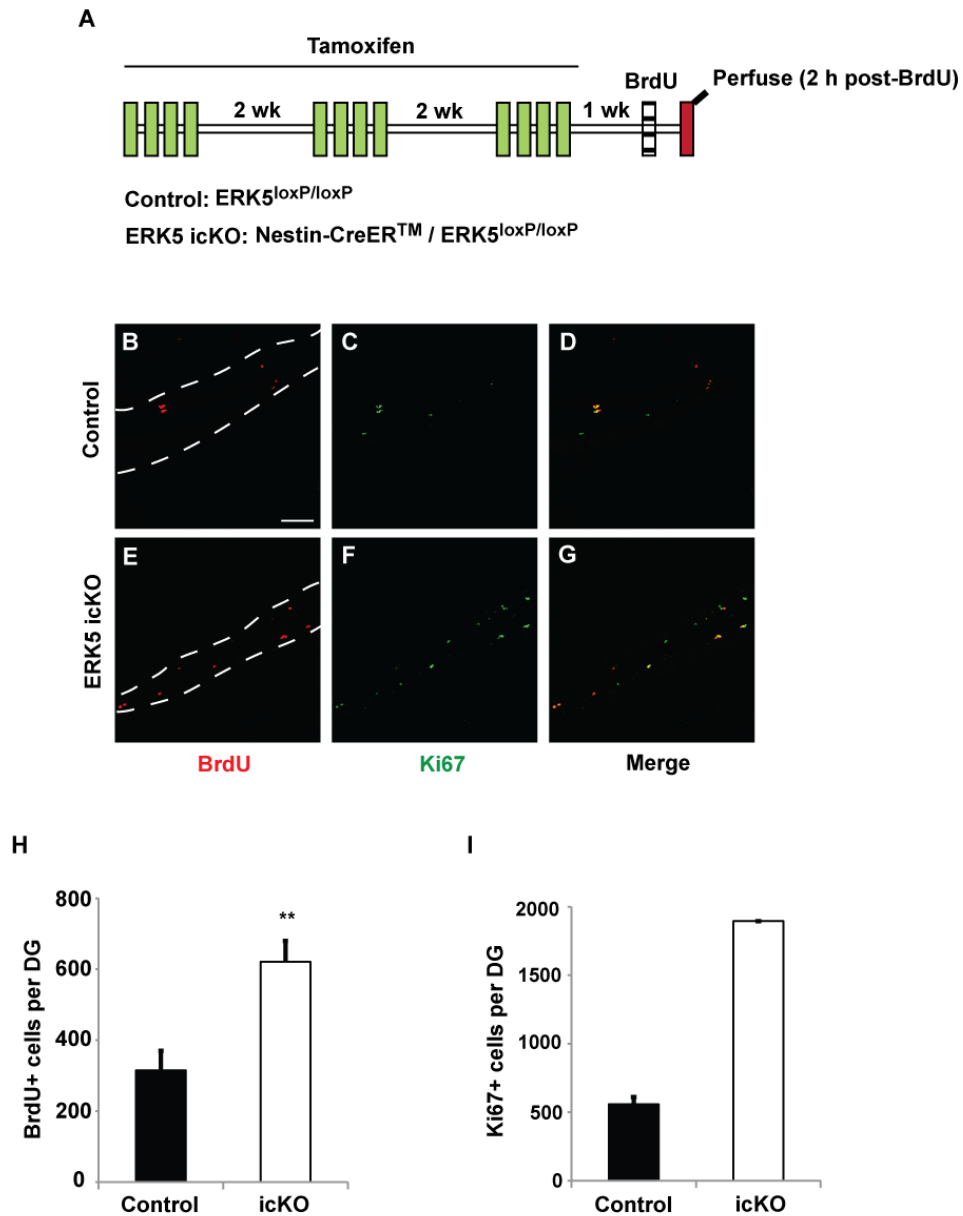 A
Tamoxifen
BrdU
Perfuse (2 h post-BrdU)
2 wk
2 wk
1 wk
Control: ERK5loxP/loxP
ERK5 icKO: Nestin-CreERTM / ERK5loxP/loxP
B
C
D
Control
E
F
G
ERK5 icKO
BrdU
Ki67
Merge
H
BrdU+ cells per DG
800
600
400
200
0
**
Control
icKO
I
Ki67+ cells per DG
2000
1500
1000
500
0
Control
icKO